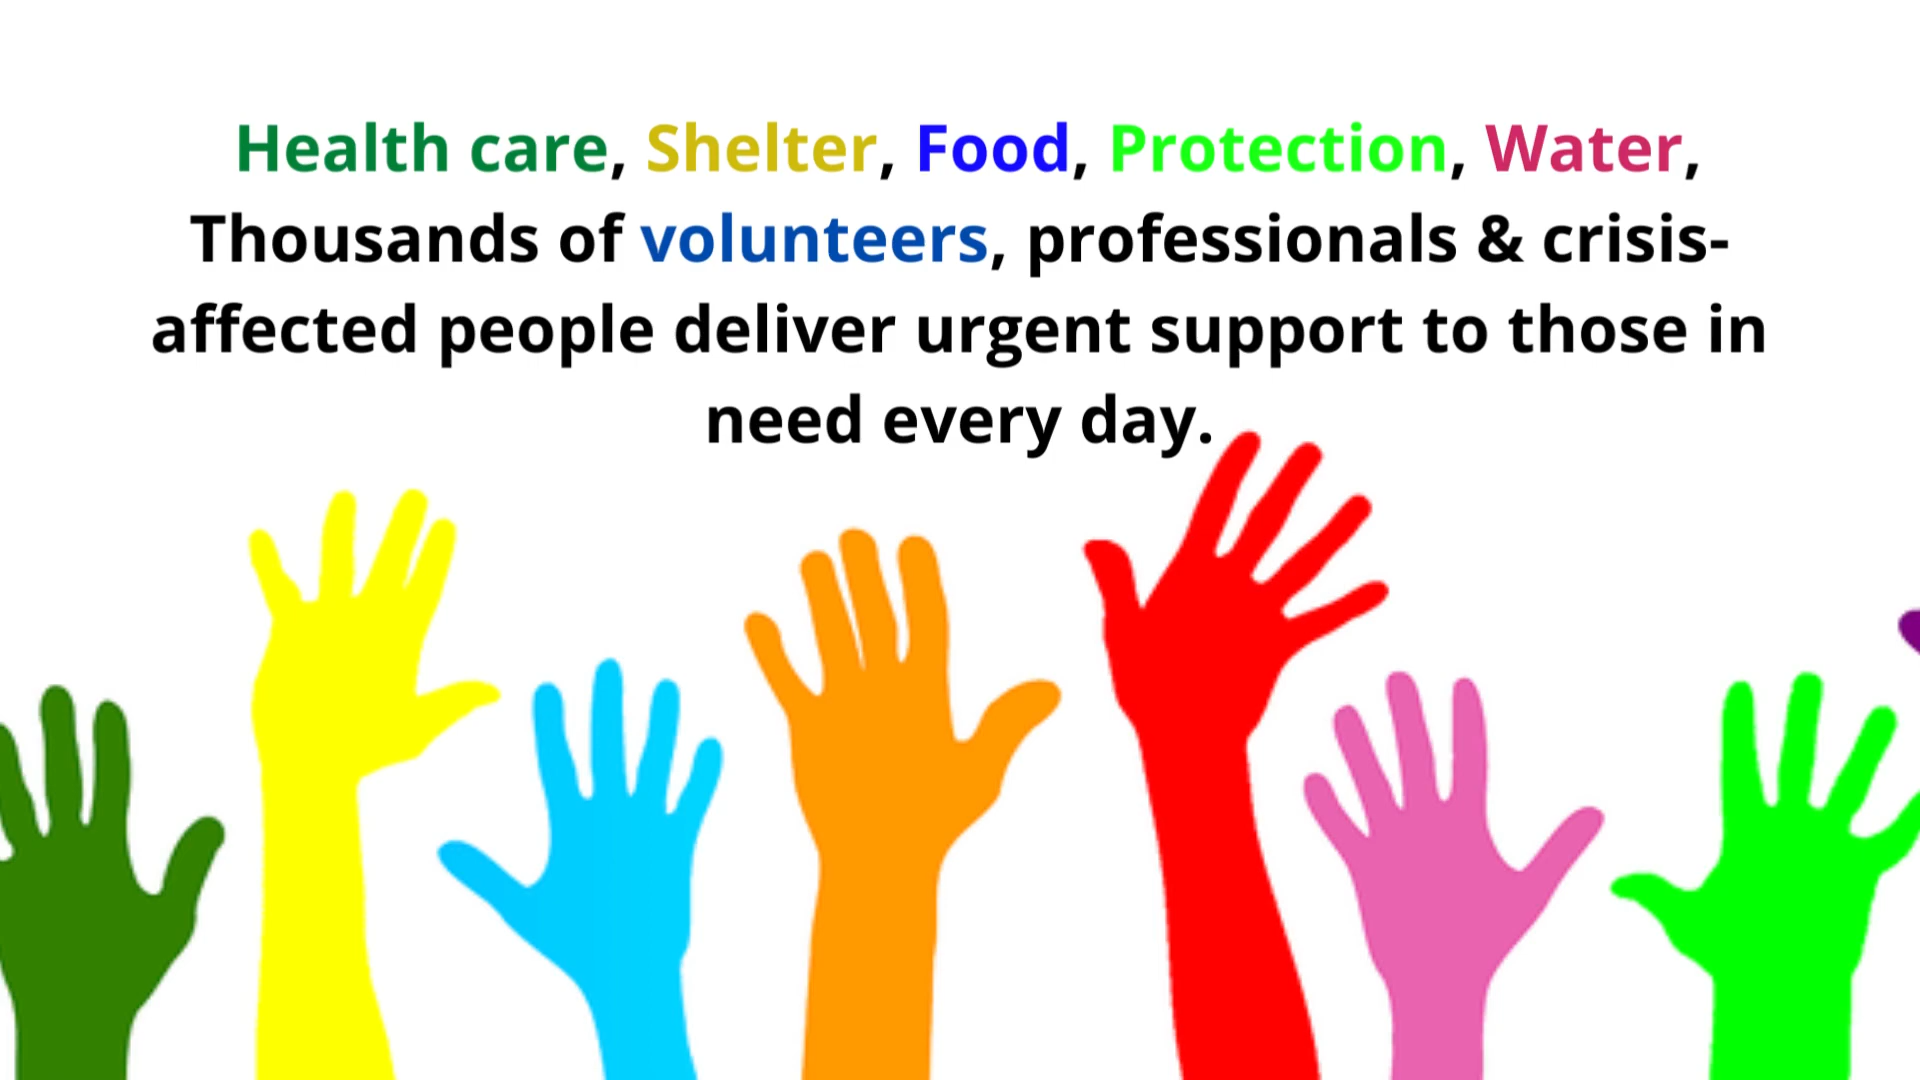 Health care, Shelter, Food, Protection, Water,
Thousands of volunteers, professionals & crisis-
affected people deliver urgent support to those in
need every day.